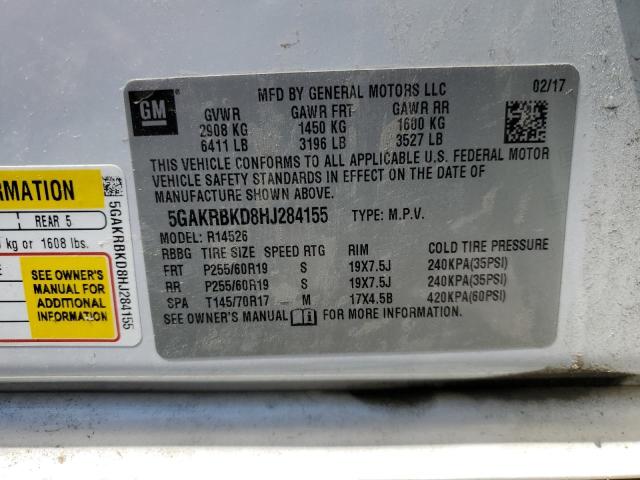 GM
MFD BY GENERAL MOTORS LLC
02/17
GVWR GAWR FRT GAWR RR
2908 KG 1450 KG 1600 KG
6411 LB 3196 LB 3527 LB
THIS VEHICLE CONFORMS TO ALL APPLICABLE U.S. FEDERAL MOTOR
VEHICLE SAFETY STANDARDS IN EFFECT ON THE DATE OF
MANUFACTURE SHOWN ABOVE.
5GAKRBKD8HJ284155 TYPE: M.P.V.
MODEL: R14526
RBBG TIRE SIZE SPEED RTG RIM COLD TIRE PRESSURE
FRT P255/60R19 S 19X7.5J 240KPA(35PSI)
RR P255/60R19 S 19X7.5J 240KPA(35PSI)
SPA T145/70R17 M 17X4.5B 420KPA(60PSI)
SEE OWNER'S MANUAL FOR MORE INFORMATION.
REAR 5
kg or 1608 lbs.
SEE OWNER'S
MANUAL FOR
ADDITIONAL
INFORMATION
5GAKRBKD8HJ284155